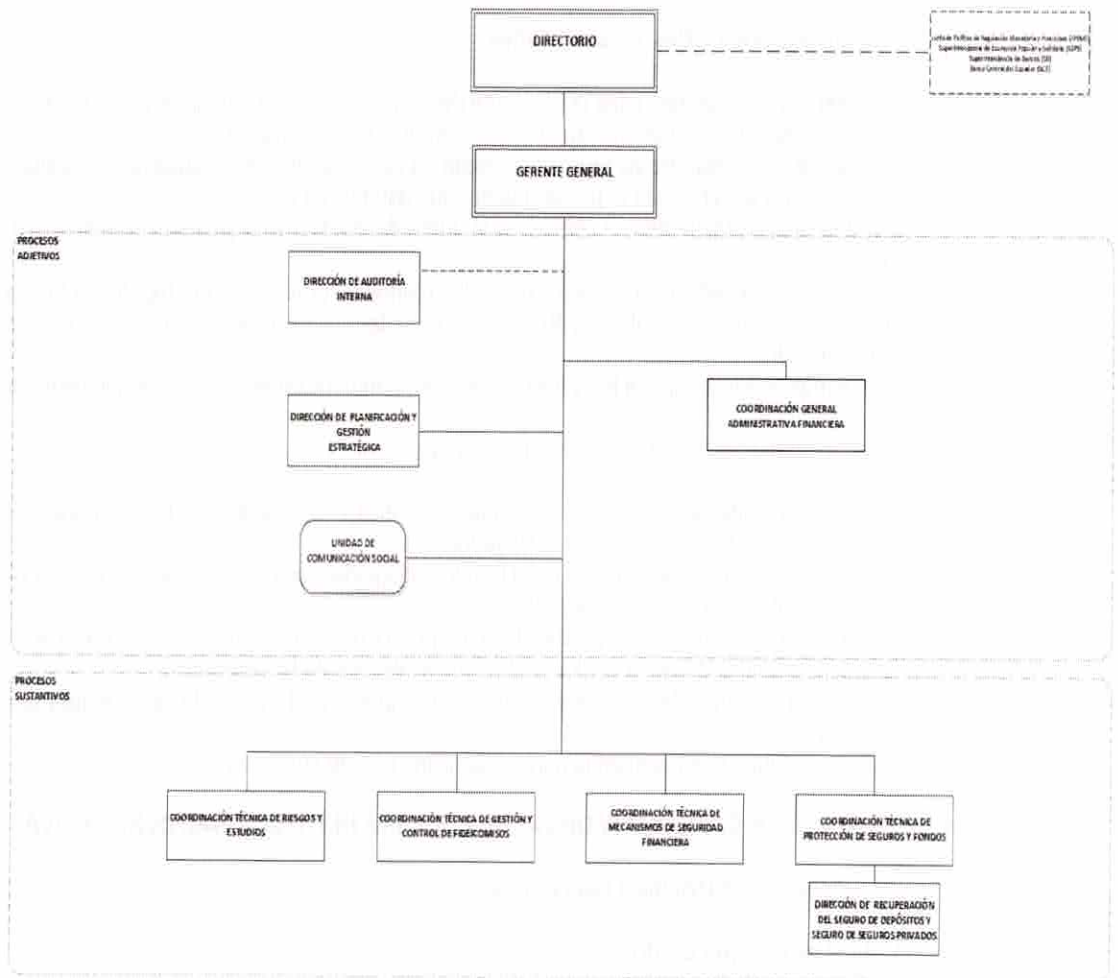 DIRECTORIO
Junta de Política de Regulación Monetaria y Financiera
Superintendencia de Economía Popular y Solidaria (SEPS)
Superintendencia de Bancos (SB)
Banco Central del Ecuador (BCE)
GERENTE GENERAL
PROCESOS
ADJETIVOS
DIRECCIÓN DE AUDITORÍA
INTERNA
DIRECCIÓN DE PLANIFICACIÓN Y
GESTIÓN
ESTRATÉGICA
COORDINACIÓN GENERAL
ADMINISTRATIVA FINANCIERA
UNIDAD DE
COMUNICACIÓN SOCIAL
PROCESOS
SUSTANTIVOS
COORDINACIÓN TÉCNICA DE RIESGOS Y
ESTUDIOS
COORDINACIÓN TÉCNICA DE GESTIÓN Y
CONTROL DE FIDEICOMISOS
COORDINACIÓN TÉCNICA DE
MECANISMOS DE SEGURIDAD
FINANCIERA
COORDINACIÓN TÉCNICA DE
PROTECCIÓN DE SEGUROS Y FONDOS
DIRECCIÓN DE RECUPERACIÓN
DEL SEGURO DE DEPÓSITOS Y
SEGURO DE SEGUROS PRIVADOS